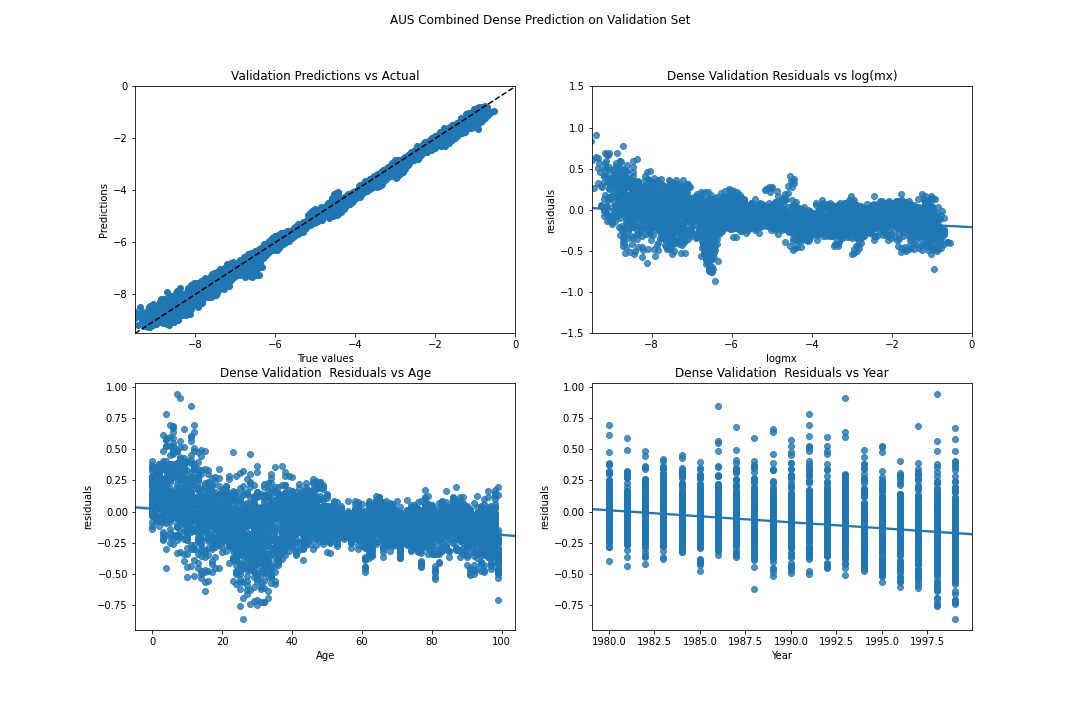 AUS Combined Dense Prediction on Validation Set
Validation Predictions vs Actual
Predictions
0
−2
−4
−6
−8
−8 −6 −4 −2 0
True values
Dense Validation Residuals vs log(mx)
residuals
1.5
1.0
0.5
0.0
−0.5
−1.0
−1.5
−8 −6 −4 −2 0
logmx
Dense Validation  Residuals vs Age
residuals
1.00
0.75
0.50
0.25
0.00
−0.25
−0.50
−0.75
0 20 40 60 80 100
Age
Dense Validation  Residuals vs Year
residuals
1.00
0.75
0.50
0.25
0.00
−0.25
−0.50
−0.75
1980.0 1982.5 1985.0 1987.5 1990.0 1992.5 1995.0 1997.5
Year